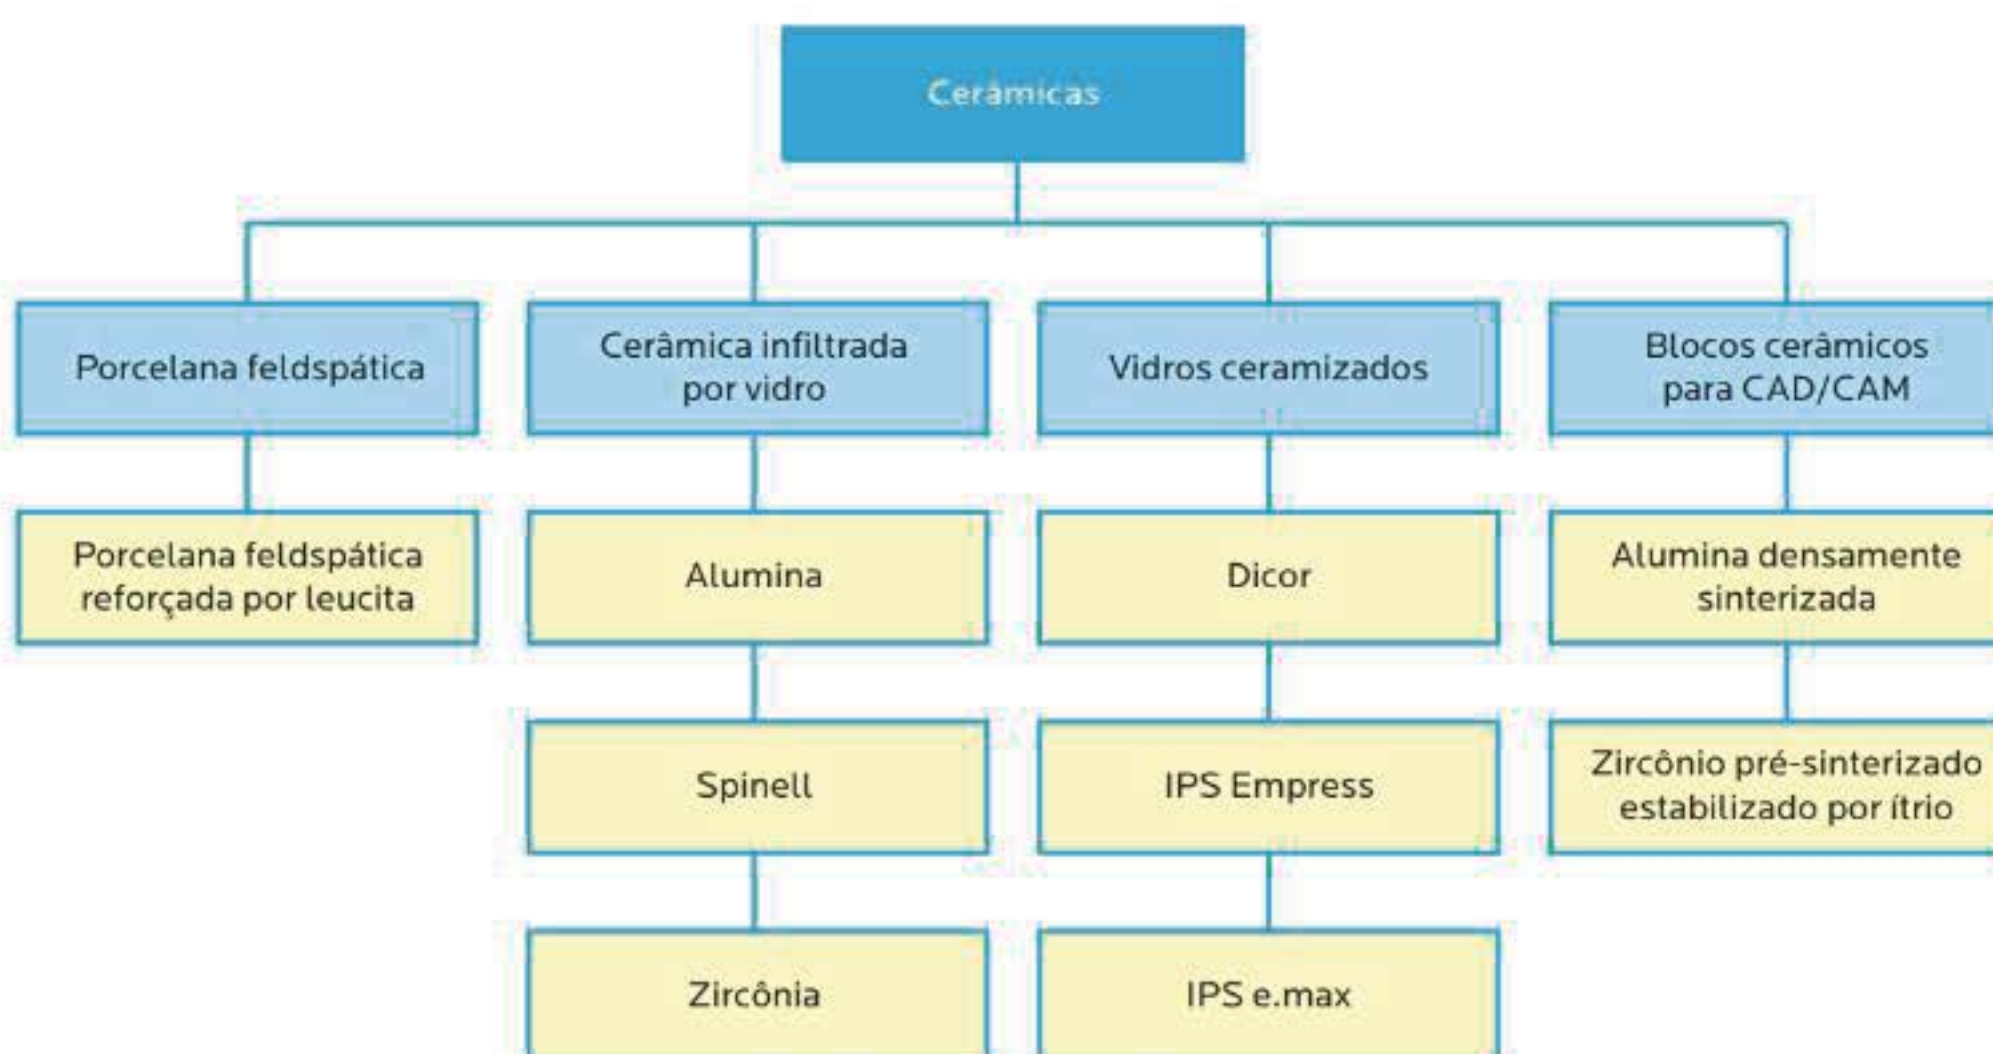 Cerâmicas
Porcelana feldspática
Cerâmica infiltrada
por vidro
Vidros ceramizados
Blocos cerâmicos
para CAD/CAM
Porcelana feldspática
reforçada por leucita
Alumina
Dicor
Alumina densamente
sinterizada
Spinell
IPS Empress
Zircônio pré-sinterizado
estabilizado por ítrio
Zircônia
IPS e.max